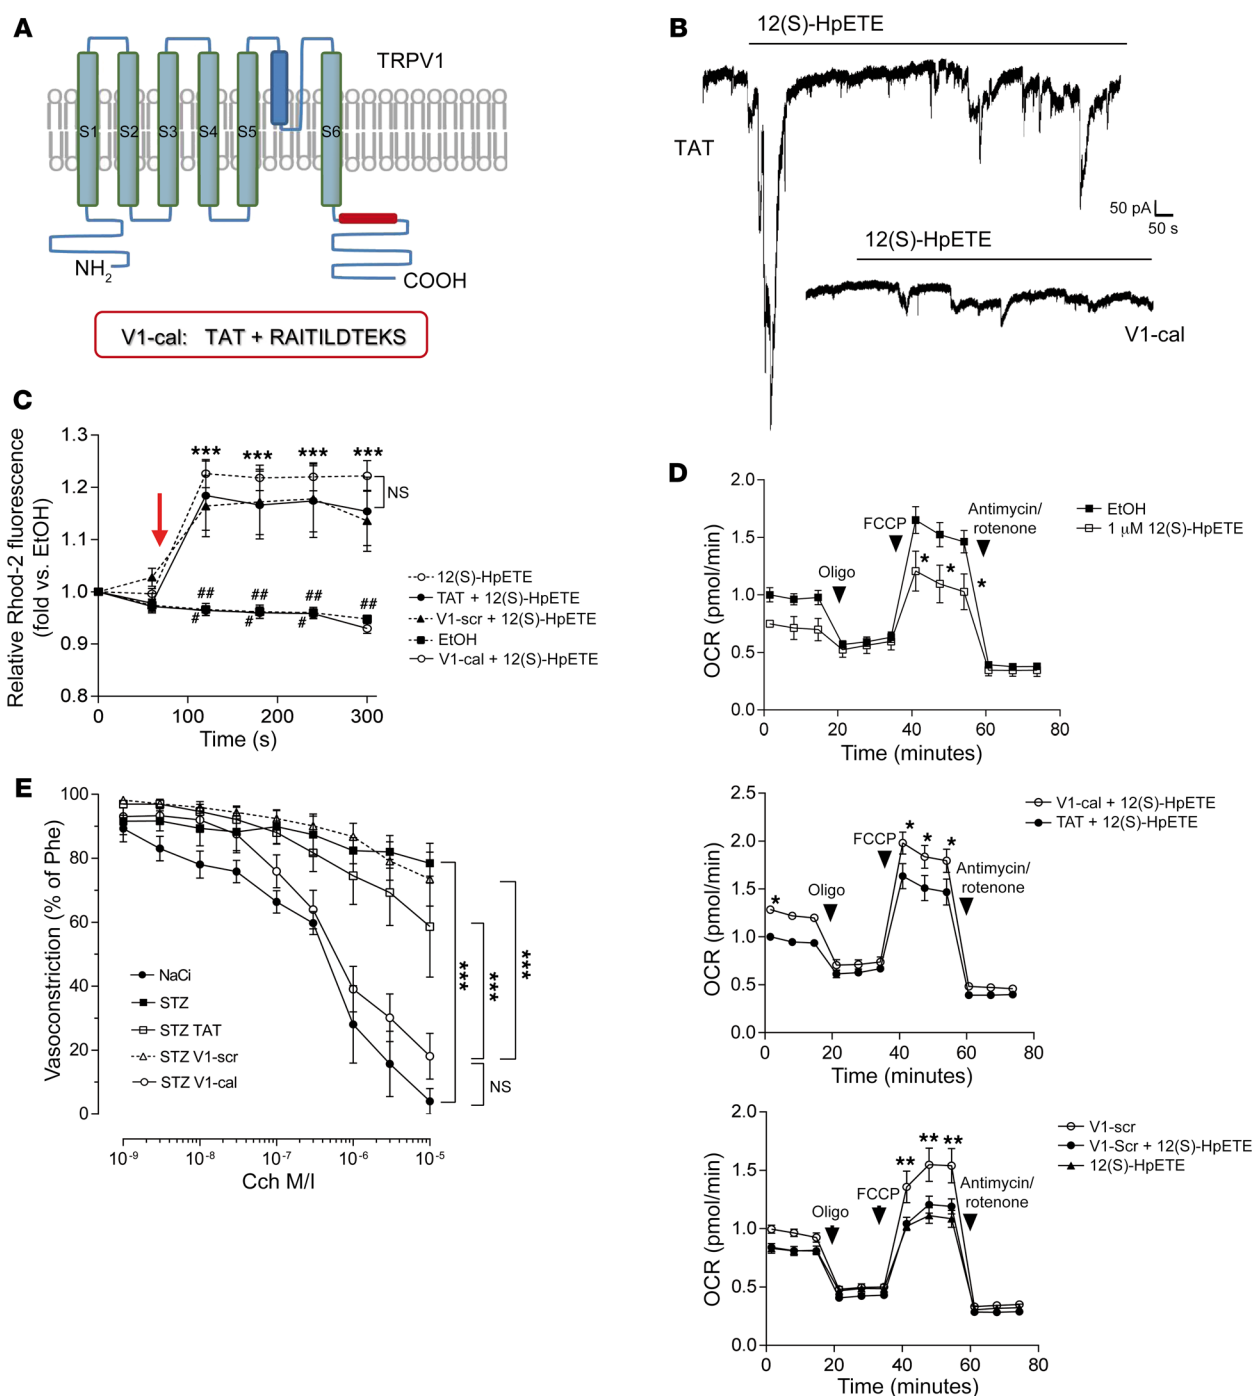 A
TRPV1
S1 S2 S3 S4 S5 S6
NH2
COOH
V1-cal: TAT + RAITILDTEKS
B
12(S)-HpETE
TAT
50 pA
50 s
12(S)-HpETE
V1-cal
C
Relative Rhod-2 fluorescence
(fold vs. EtOH)
1.3
1.2
1.1
1.0
0.9
0.8
*** *** *** ***
NS
## ## ## ##
# # #
0 100 200 300
Time (s)
12(S)-HpETE
TAT + 12(S)-HpETE
V1-scr + 12(S)-HpETE
EtOH
V1-cal + 12(S)-HpETE
D
OCR (pmol/min)
2.0
1.5
1.0
0.5
0.0
Oligo
FCCP
Antimycin/
rotenone
* * *
0 20 40 60 80
Time (minutes)
EtOH
1 μM 12(S)-HpETE
OCR (pmol/min)
2.5
2.0
1.5
1.0
0.5
0.0
*
Oligo
FCCP
* * *
Antimycin/
rotenone
0 20 40 60 80
Time (minutes)
V1-cal + 12(S)-HpETE
TAT + 12(S)-HpETE
OCR (pmol/min)
2.0
1.5
1.0
0.5
0.0
Oligo
FCCP
** ** **
Antimycin/
rotenone
0 20 40 60 80
Time (minutes)
V1-scr
V1-Scr + 12(S)-HpETE
12(S)-HpETE
E
Vasoconstriction (% of Phe)
100
80
60
40
20
0
NaCi
STZ
STZ TAT
STZ V1-scr
STZ V1-cal
*** *** ***
NS
10-9 10-8 10-7 10-6 10-5
Cch M/l